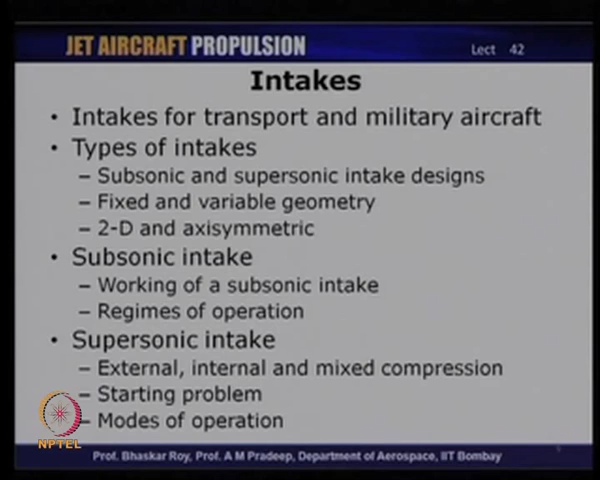 JET AIRCRAFT PROPULSION Lect 42
Intakes
• Intakes for transport and military aircraft
• Types of intakes
– Subsonic and supersonic intake designs
– Fixed and variable geometry
– 2-D and axisymmetric
• Subsonic intake
– Working of a subsonic intake
– Regimes of operation
• Supersonic intake
– External, internal and mixed compression
– Starting problem
– Modes of operation
NPTEL
Prof. Bhaskar Roy, Prof. A M Pradeep, Department of Aerospace, IIT Bombay